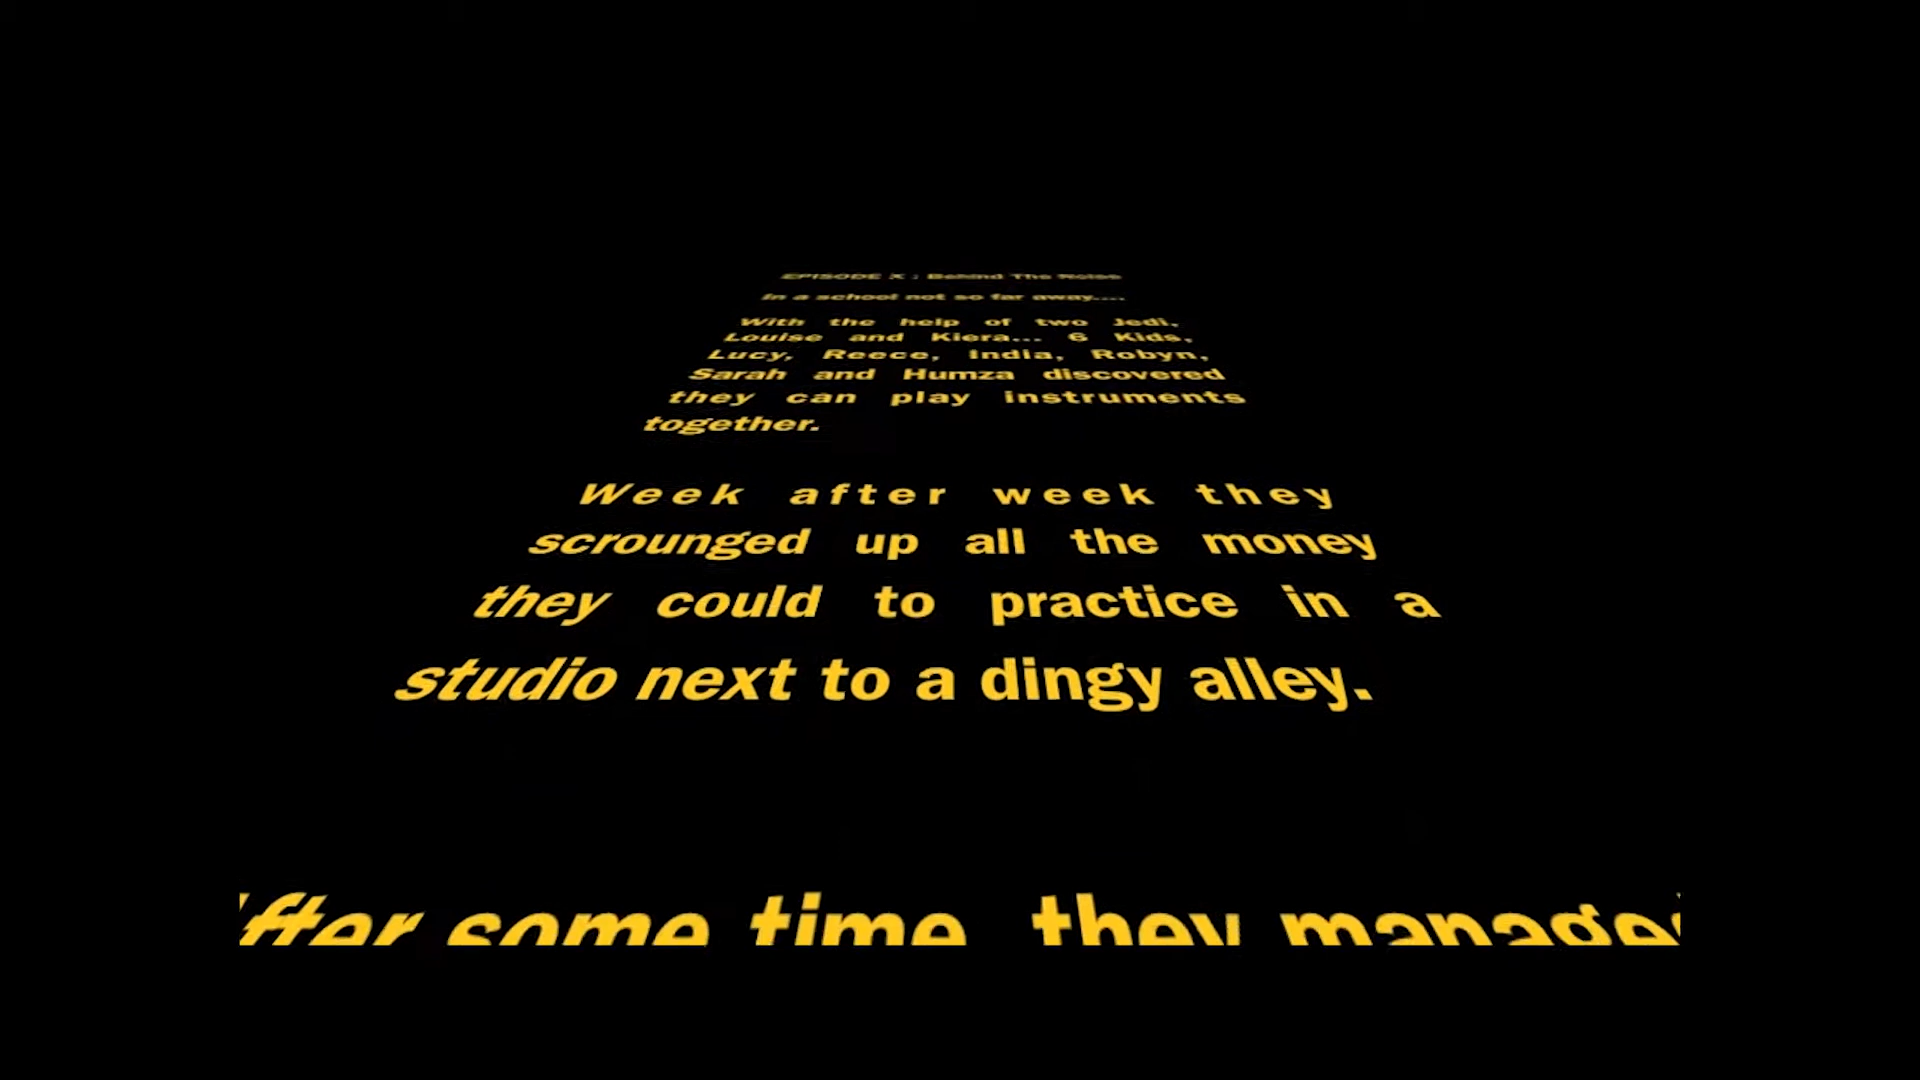 EPISODE X : Behind The Noise
In a school not so far away....
With the help of two Jedi,
Louise and Kiera... 6 Kids,
Lucy, Reece, India, Robyn,
Sarah and Humza discovered
they can play instruments
together.
Week after week they
scrounged up all the money
they could to practice in a
studio next to a dingy alley.
fter some time, they manage